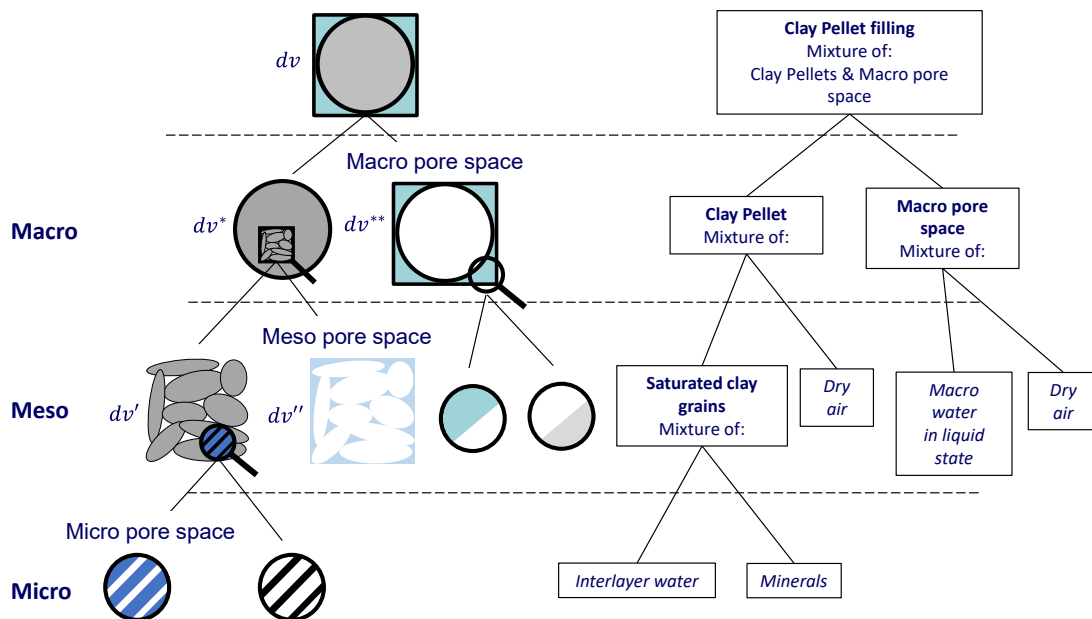 dv
Clay Pellet filling
Mixture of:
Clay Pellets & Macro pore
space
Macro pore space
Macro
dv*
dv**
Clay Pellet
Mixture of:
Macro pore
space
Mixture of:
Meso pore space
Meso
dv'
dv''
Saturated clay
grains
Mixture of:
Dry
air
Macro
water
in liquid
state
Dry
air
Micro pore space
Micro
Interlayer water
Minerals